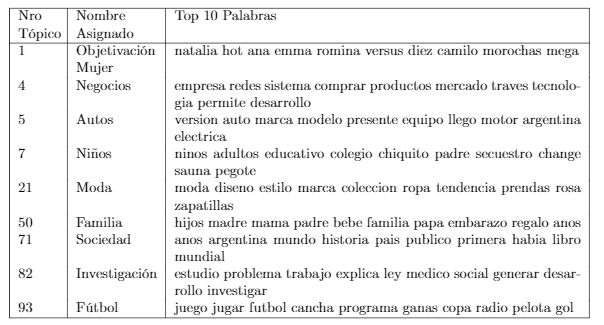 Nro Nombre Top 10 Palabras
Tópico Asignado
1 Objetivación natalia hot ana emma romina versus diez camilo morochas mega
Mujer
4 Negocios empresa redes sistema comprar productos mercado traves tecnolo-
gia permite desarrollo
5 Autos version auto marca modelo presente equipo llego motor argentina
electrica
7 Niños ninos adultos educativo colegio chiquito padre secuestro change
sauna pegote
21 Moda moda diseno estilo marca coleccion ropa tendencia prendas rosa
zapatillas
50 Familia hijos madre mama padre bebe familia papa embarazo regalo anos
71 Sociedad anos argentina mundo historia pais publico primera habia libro
mundial
82 Investigación estudio problema trabajo explica ley medico social generar desar-
rollo investigar
93 Fútbol juego jugar futbol cancha programa ganas copa radio pelota gol